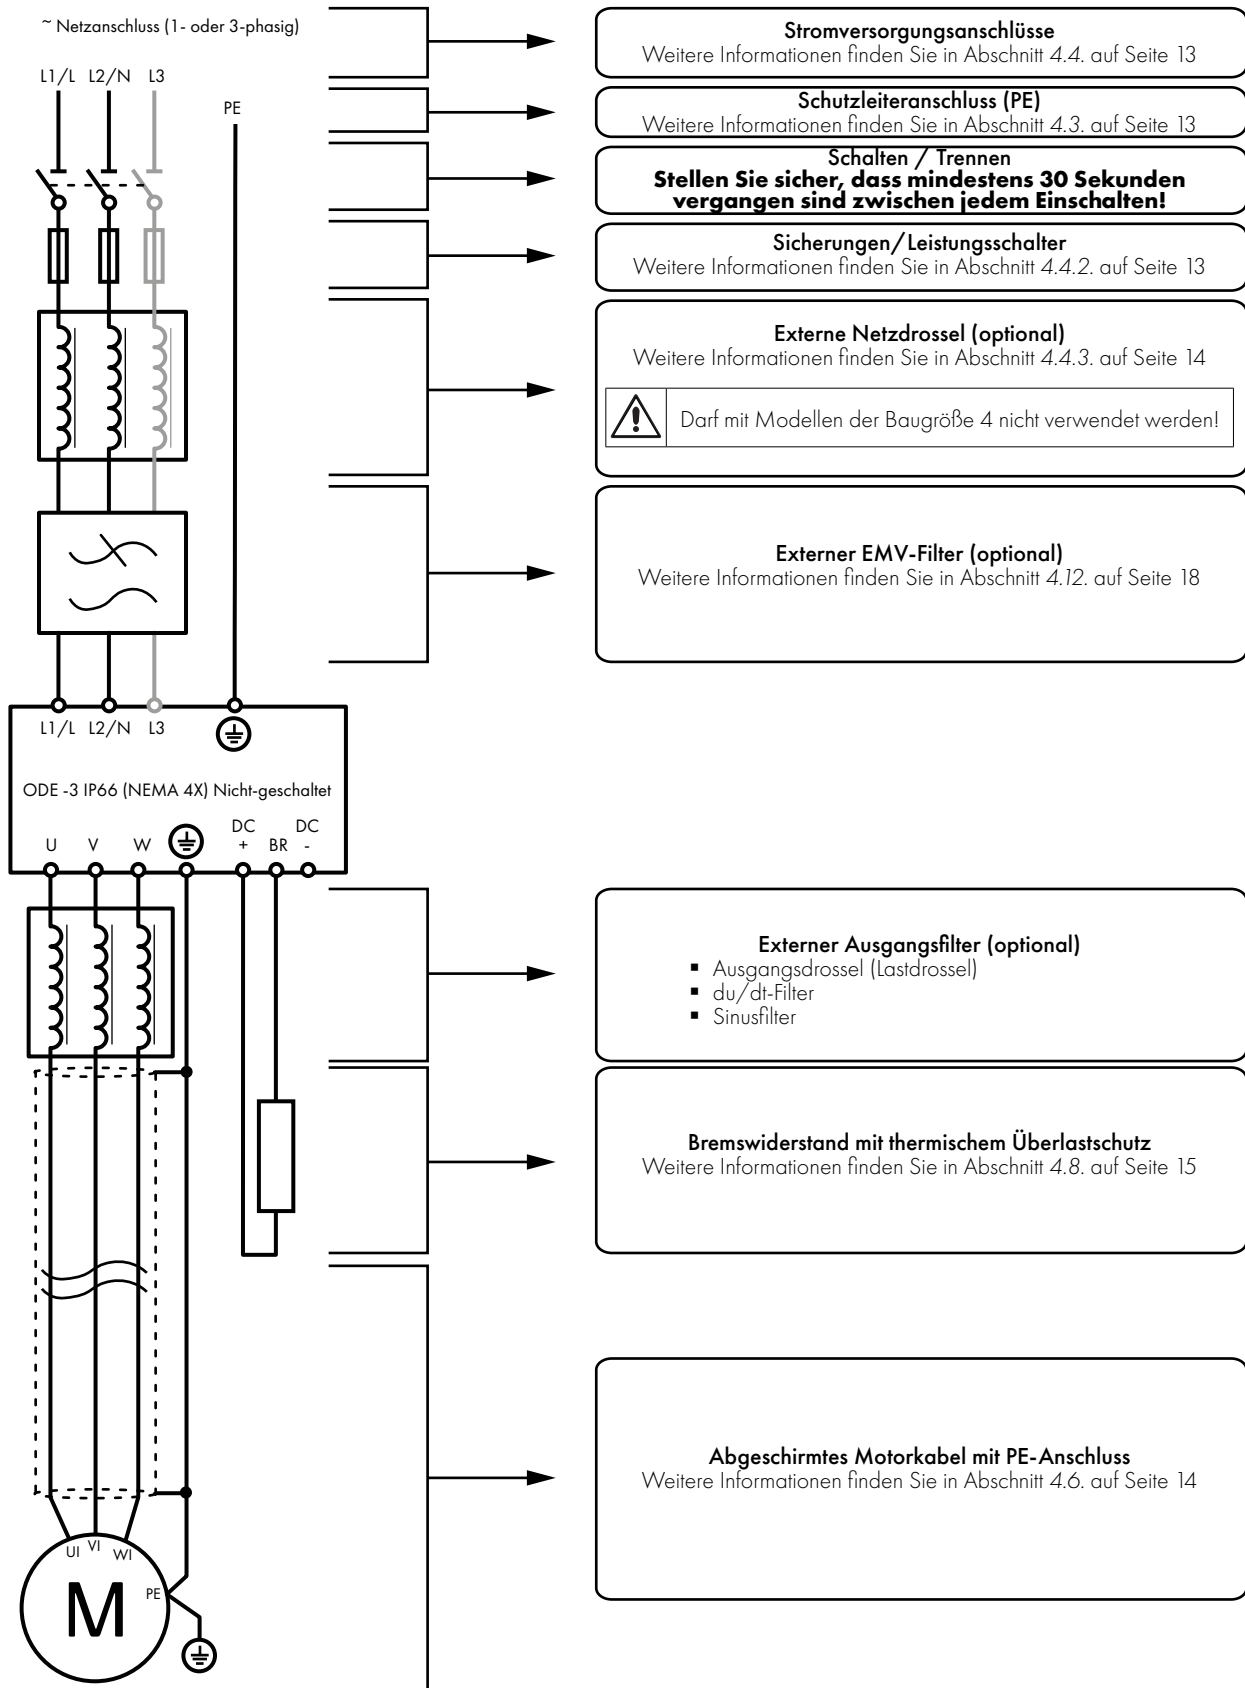 ~ Netzanschluss (1- oder 3-phasig)
L1/L L2/N L3
PE
Stromversorgungsanschlüsse
Weitere Informationen finden Sie in Abschnitt 4.4. auf Seite 13
Schutzleiteranschluss (PE)
Weitere Informationen finden Sie in Abschnitt 4.3. auf Seite 13
Schalten / Trennen
Stellen Sie sicher, dass mindestens 30 Sekunden
vergangen sind zwischen jedem Einschalten!
Sicherungen/Leistungsschalter
Weitere Informationen finden Sie in Abschnitt 4.4.2. auf Seite 13
Externe Netzdrossel (optional)
Weitere Informationen finden Sie in Abschnitt 4.4.3. auf Seite 14
Darf mit Modellen der Baugröße 4 nicht verwendet werden!
Externer EMV-Filter (optional)
Weitere Informationen finden Sie in Abschnitt 4.12. auf Seite 18
L1/L L2/N L3
ODE -3 IP66 (NEMA 4X) Nicht-geschaltet
U V W DC + BR DC -
Externer Ausgangsfilter (optional)
▪ Ausgangsdrossel (Lastdrossel)
▪ du/dt-Filter
▪ Sinusfilter
Bremswiderstand mit thermischem Überlastschutz
Weitere Informationen finden Sie in Abschnitt 4.8. auf Seite 15
Abgeschirmtes Motorkabel mit PE-Anschluss
Weitere Informationen finden Sie in Abschnitt 4.6. auf Seite 14
UI VI WI
M
PE